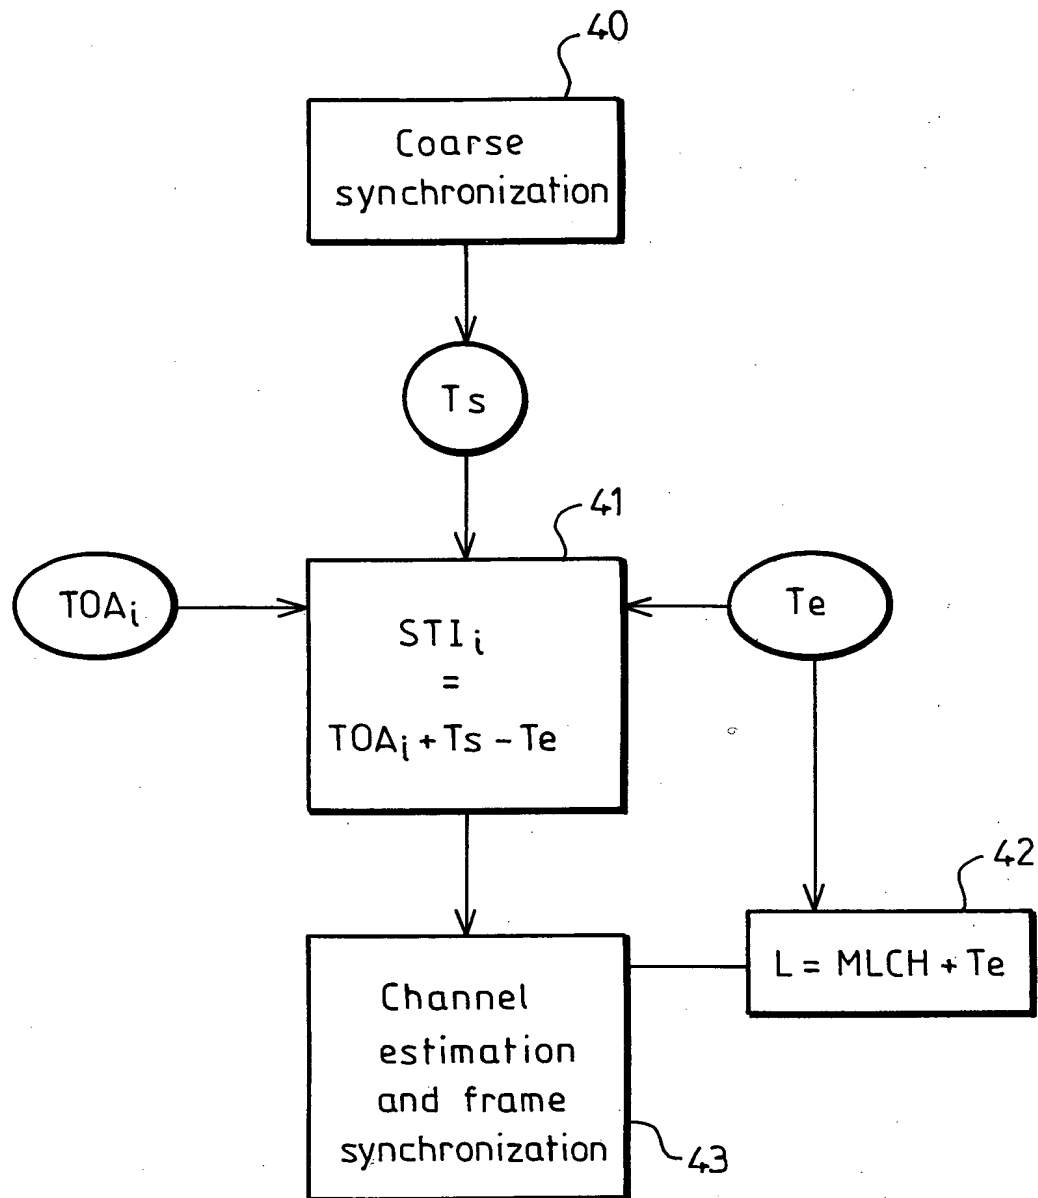 40
Coarse
synchronization
Ts
41
TOAi
STIi
=
TOAi + Ts - Te
Te
42
L = MLCH + Te
Channel
estimation
and frame
synchronization
43